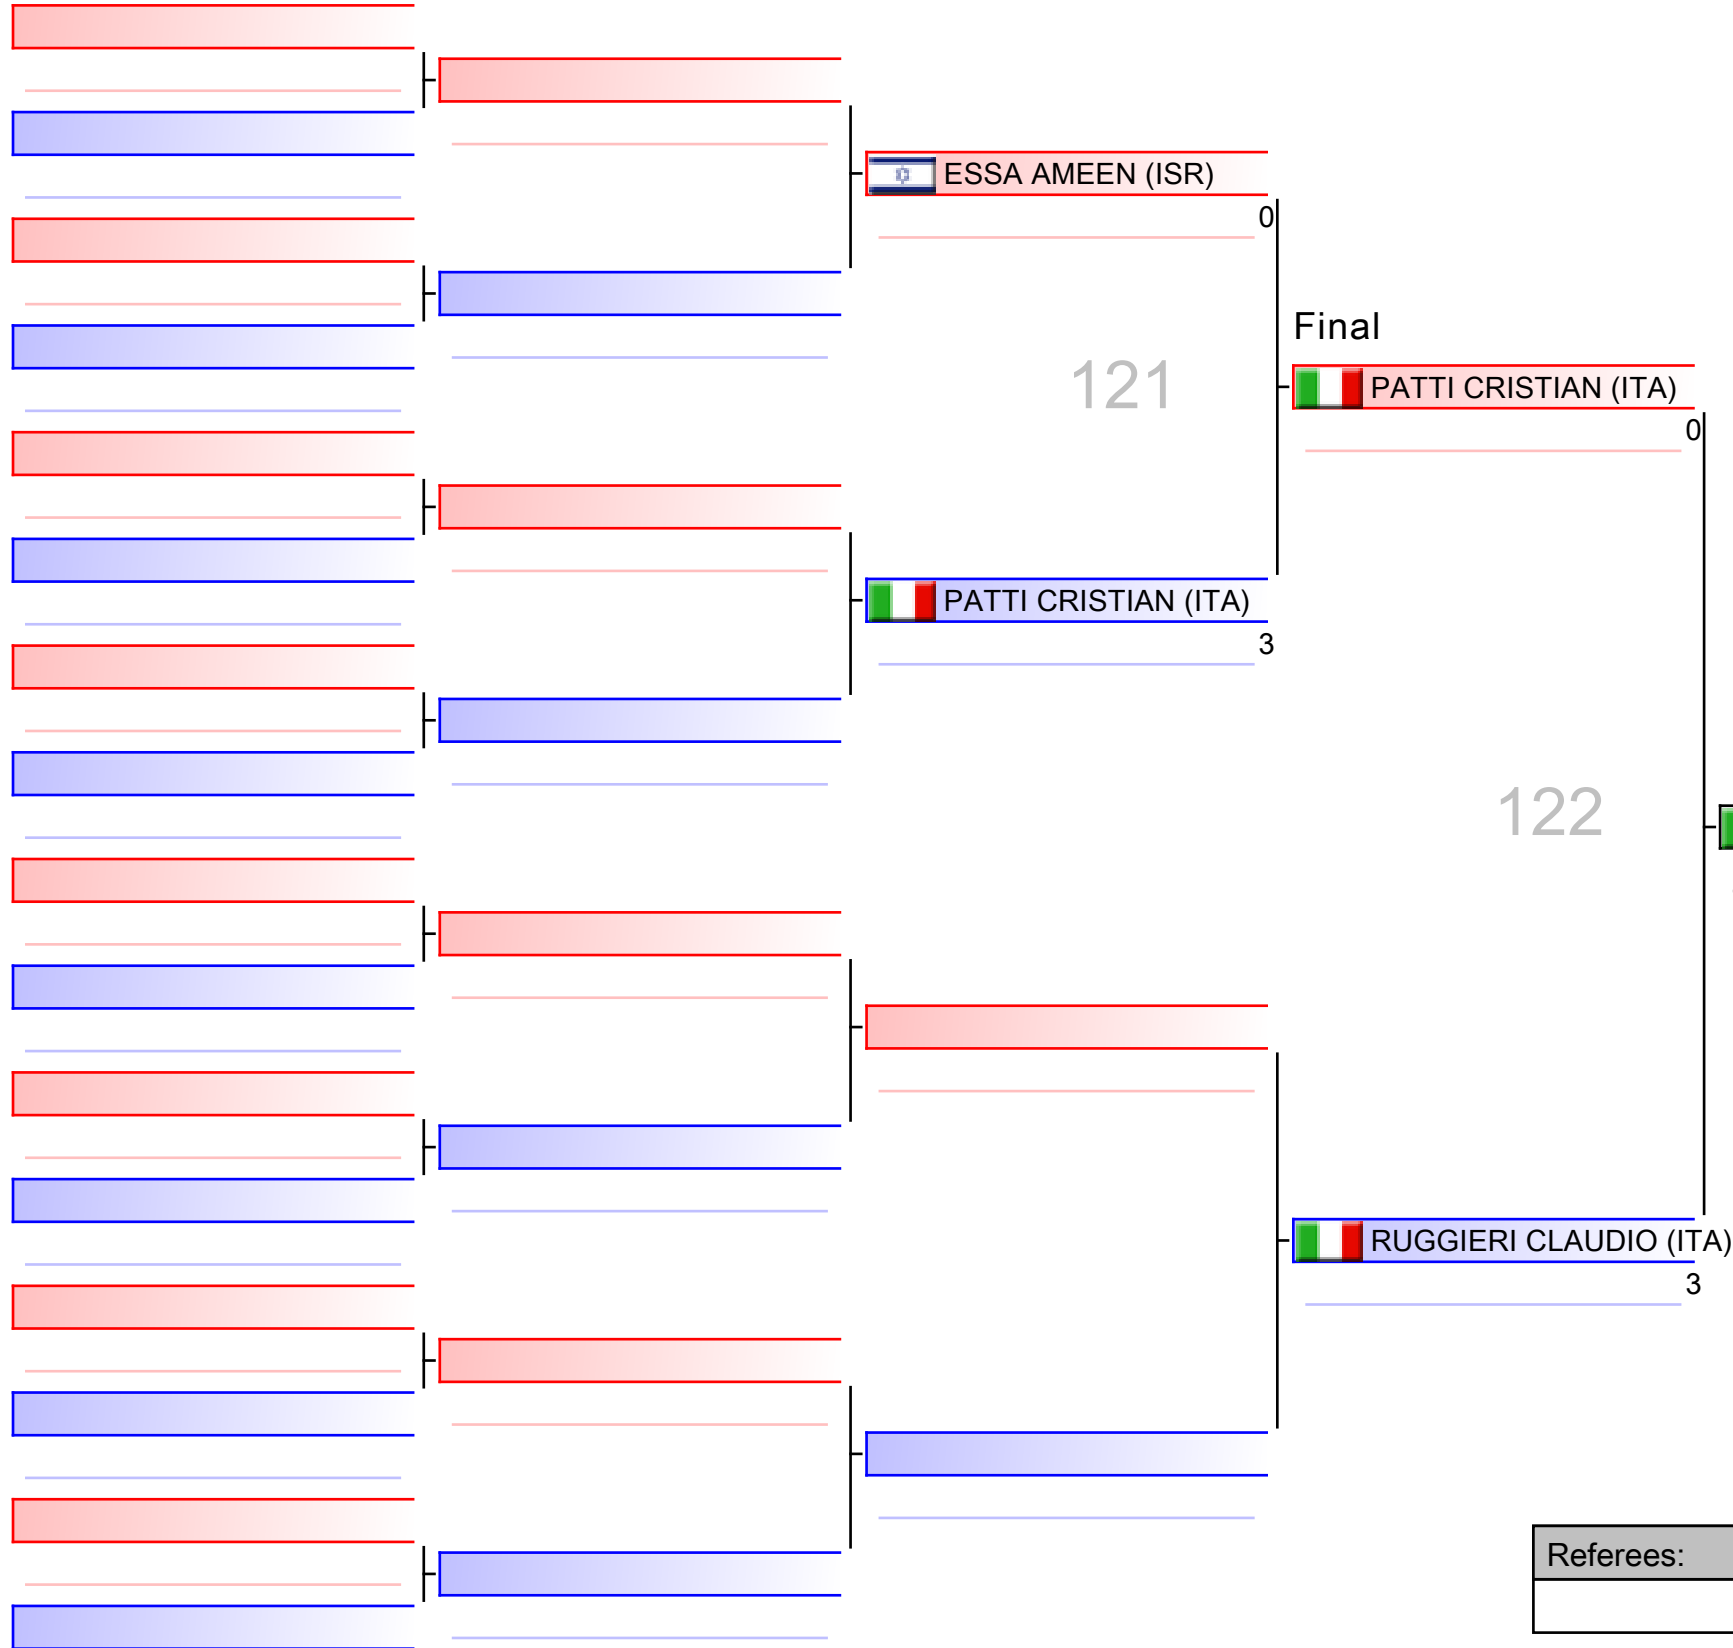 ESSA AMEEN (ISR)
0
Final
121
PATTI CRISTIAN (ITA)
0
PATTI CRISTIAN (ITA)
3
122
RUGGIERI CLAUDIO (ITA)
3
Referees: